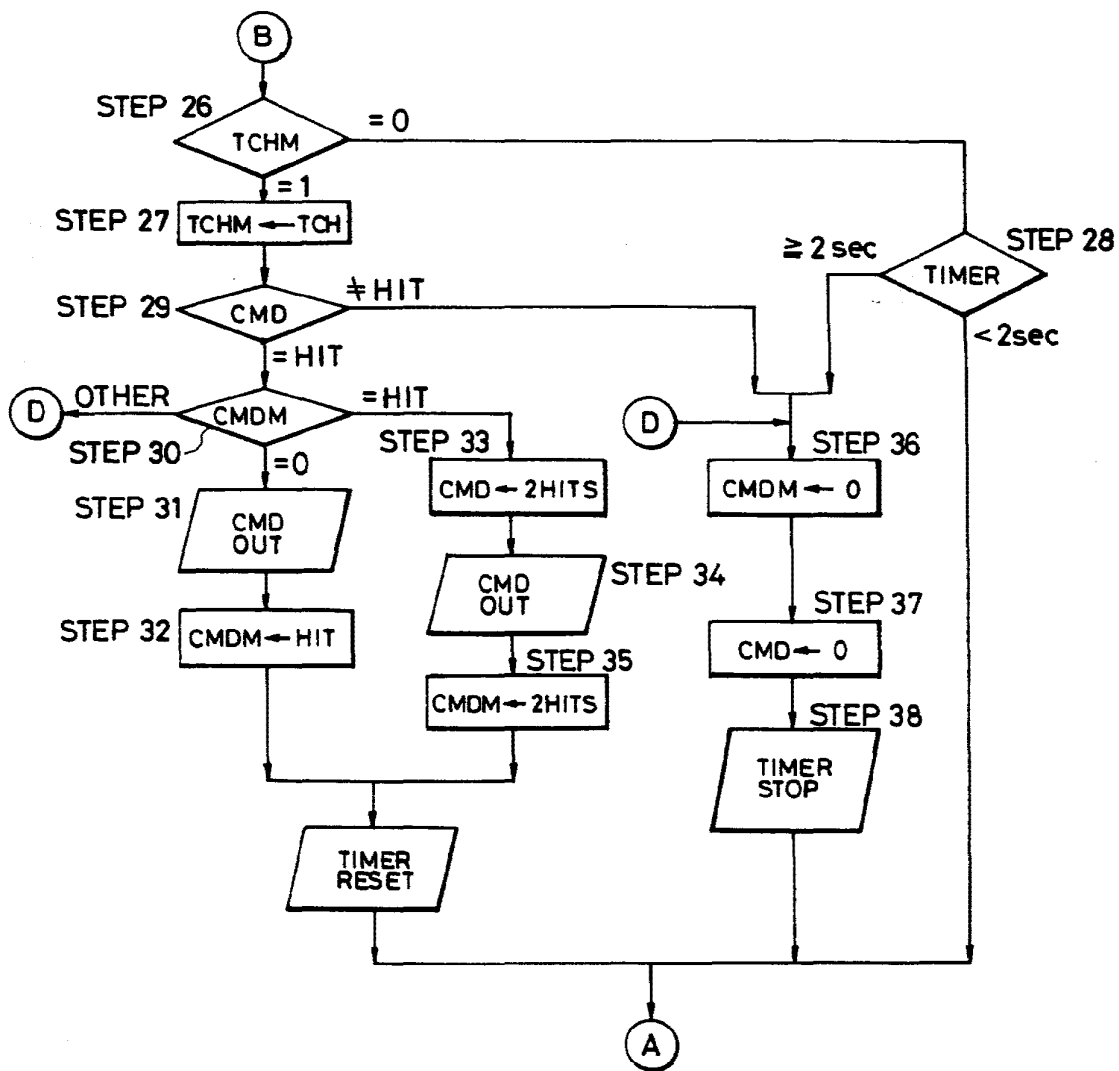 B
STEP 26
TCHM
= 0
= 1
STEP 27
TCHM ← TCH
STEP 28
TIMER
≧ 2 sec
< 2sec
STEP 29
CMD
≠ HIT
= HIT
D
OTHER
CMDM
= HIT
STEP 30
= 0
STEP 31
CMD
OUT
STEP 32
CMDM ← HIT
STEP 33
CMD ← 2HITS
CMD
OUT
STEP 34
STEP 35
CMDM ← 2HITS
D
STEP 36
CMDM ← 0
STEP 37
CMD ← 0
STEP 38
TIMER
STOP
TIMER
RESET
A